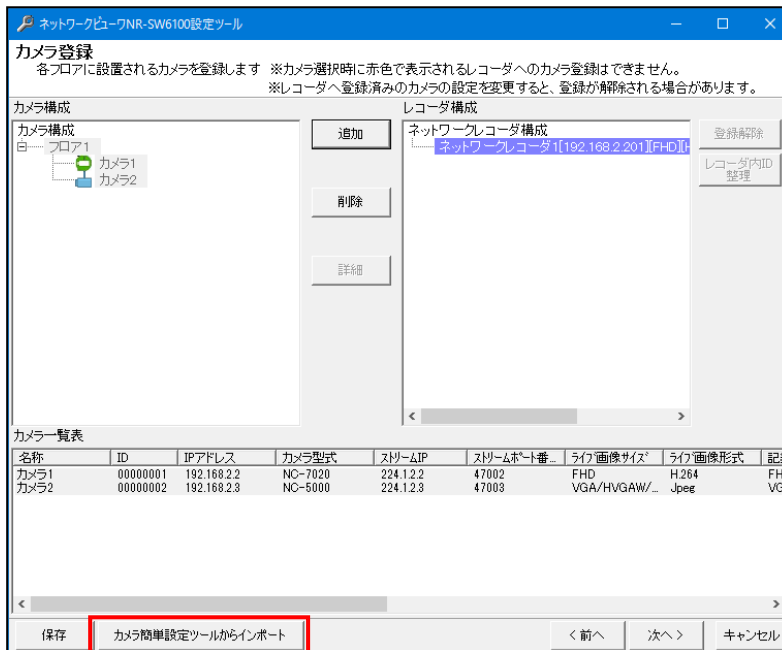 ネットワークビューワNR-SW6100設定ツール
カメラ登録
各フロアに設置されるカメラを登録します ※カメラ選択時に赤色で表示されるレコーダへのカメラ登録はできません。
※レコーダへ登録済みのカメラの設定を変更すると、登録が解除される場合があります。
カメラ構成
カメラ構成
フロア1
カメラ1
カメラ2
追加
削除
詳細
レコーダ構成
ネットワークレコーダ構成
ネットワークレコーダ1[192.168.2.201][FHD][H
登録解除
レコーダ内ID
整理
カメラ一覧表
名称 ID IPアドレス カメラ型式 ストリームIP ストリームポート番... ライブ画像サイズ ライブ画像形式 記
カメラ1 00000001 192.168.2.2 NC-7020 224.1.2.2 47002 FHD H.264 FH
カメラ2 00000002 192.168.2.3 NC-5000 224.1.2.3 47003 VGA/HVGAW/... Jpeg VG
保存 カメラ簡単設定ツールからインポート <前へ 次へ> キャンセル